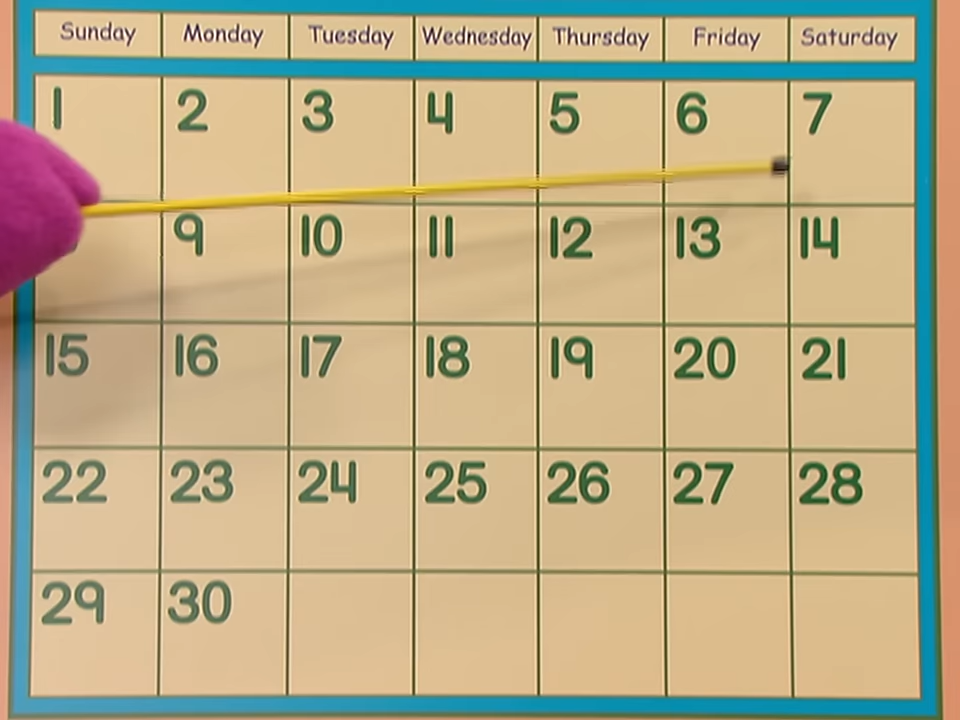 Sunday Monday Tuesday Wednesday Thursday Friday Saturday
1 2 3 4 5 6 7
9 10 11 12 13 14
15 16 17 18 19 20 21
22 23 24 25 26 27 28
29 30